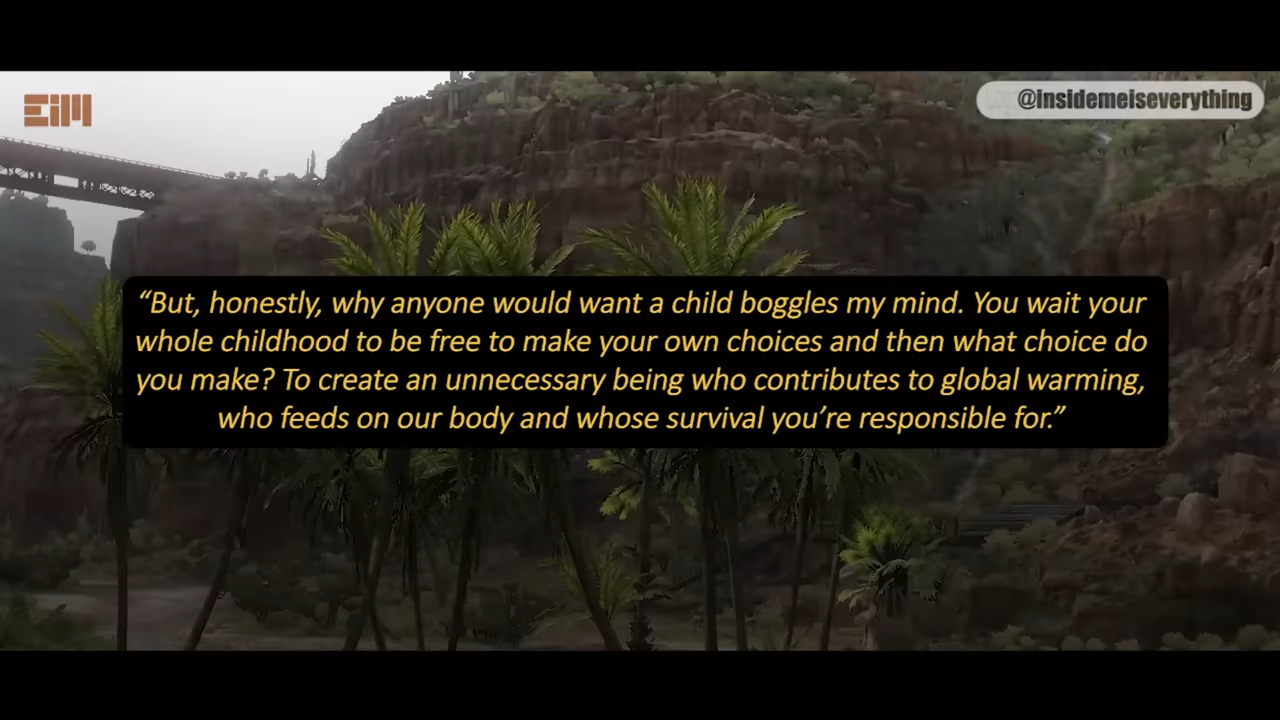 EiM
@insidemeiseverything
“But, honestly, why anyone would want a child boggles my mind. You wait your
whole childhood to be free to make your own choices and then what choice do
you make? To create an unnecessary being who contributes to global warming,
who feeds on our body and whose survival you’re responsible for.”